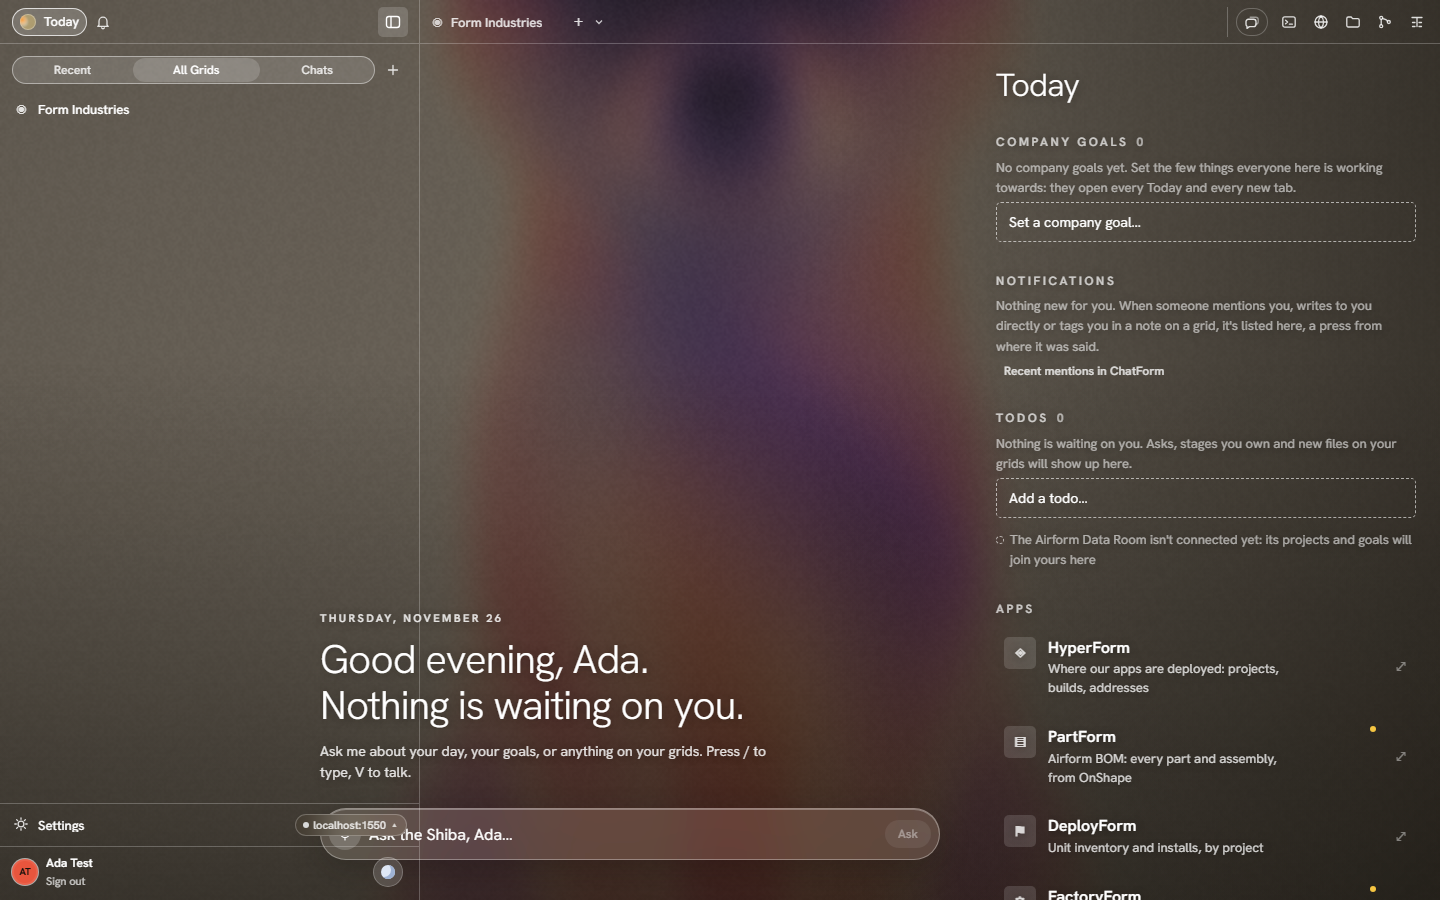 Today
Form Industries
Recent
All Grids
Chats
Form Industries
Today
COMPANY GOALS 0
No company goals yet. Set the few things everyone here is working
towards: they open every Today and every new tab.
Set a company goal...
NOTIFICATIONS
Nothing new for you. When someone mentions you, writes to you
directly or tags you in a note on a grid, it's listed here, a press from
where it was said.
Recent mentions in ChatForm
TODOS 0
Nothing is waiting on you. Asks, stages you own and new files on your
grids will show up here.
Add a todo...
The Airform Data Room isn't connected yet: its projects and goals will
join yours here
APPS
HyperForm
Where our apps are deployed: projects,
builds, addresses
PartForm
Airform BOM: every part and assembly,
from OnShape
DeployForm
Unit inventory and installs, by project
FactoryForm
THURSDAY, NOVEMBER 26
Good evening, Ada.
Nothing is waiting on you.
Ask me about your day, your goals, or anything on your grids. Press / to
type, V to talk.
Ask the Shiba, Ada...
Ask
Settings
localhost:1550
AT
Ada Test
Sign out